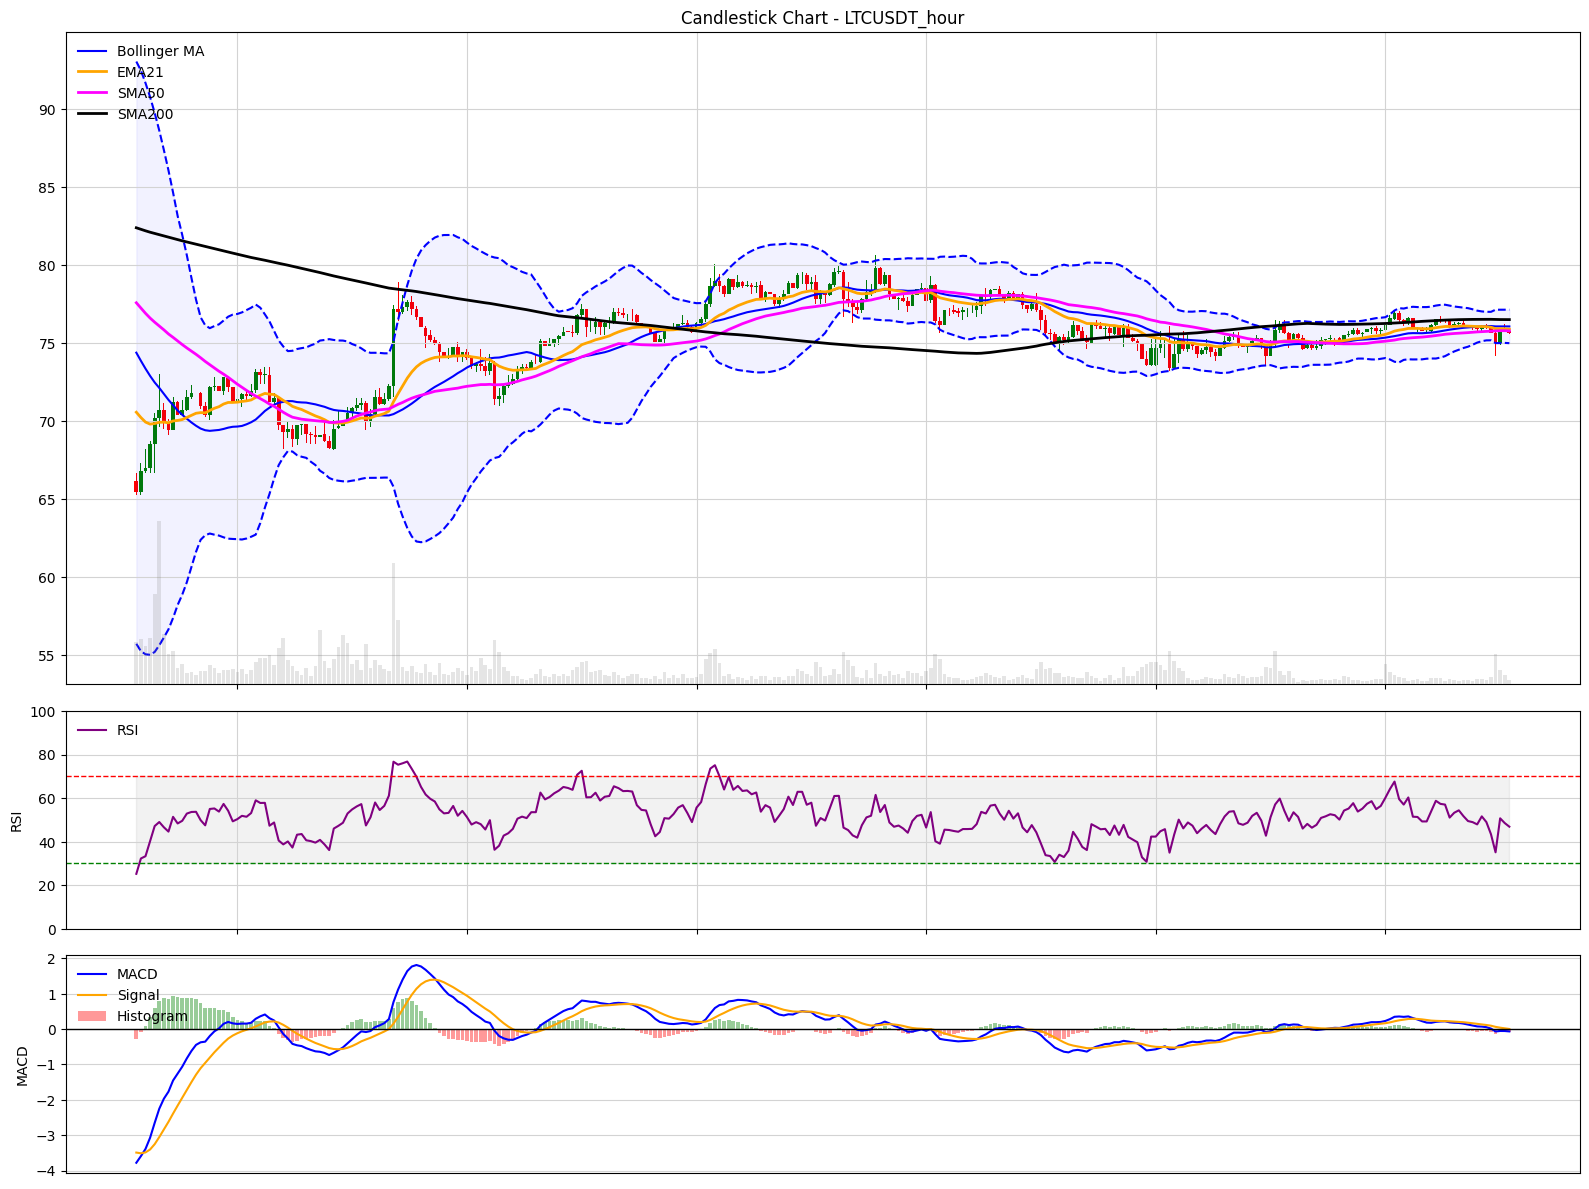 Candlestick Chart - LTCUSDT_hour
Bollinger MA
EMA21
SMA50
SMA200
90
85
80
75
70
65
60
55
RSI
100
80
60
40
20
0
RSI
MACD
Signal
Histogram
2
1
0
−1
−2
−3
−4
MACD